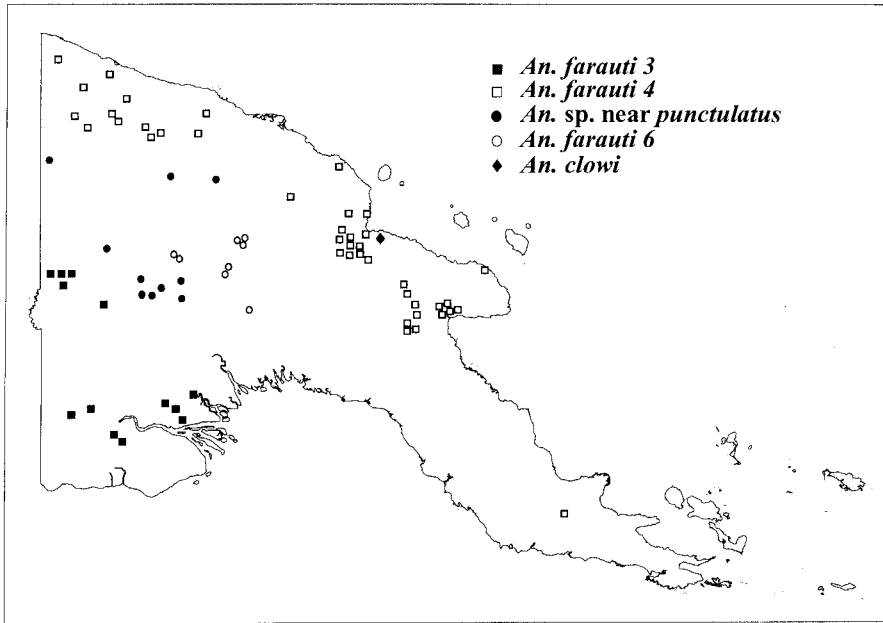 An. farauti 3
An. farauti 4
An. sp. near punctulatus
An. farauti 6
An. clowi